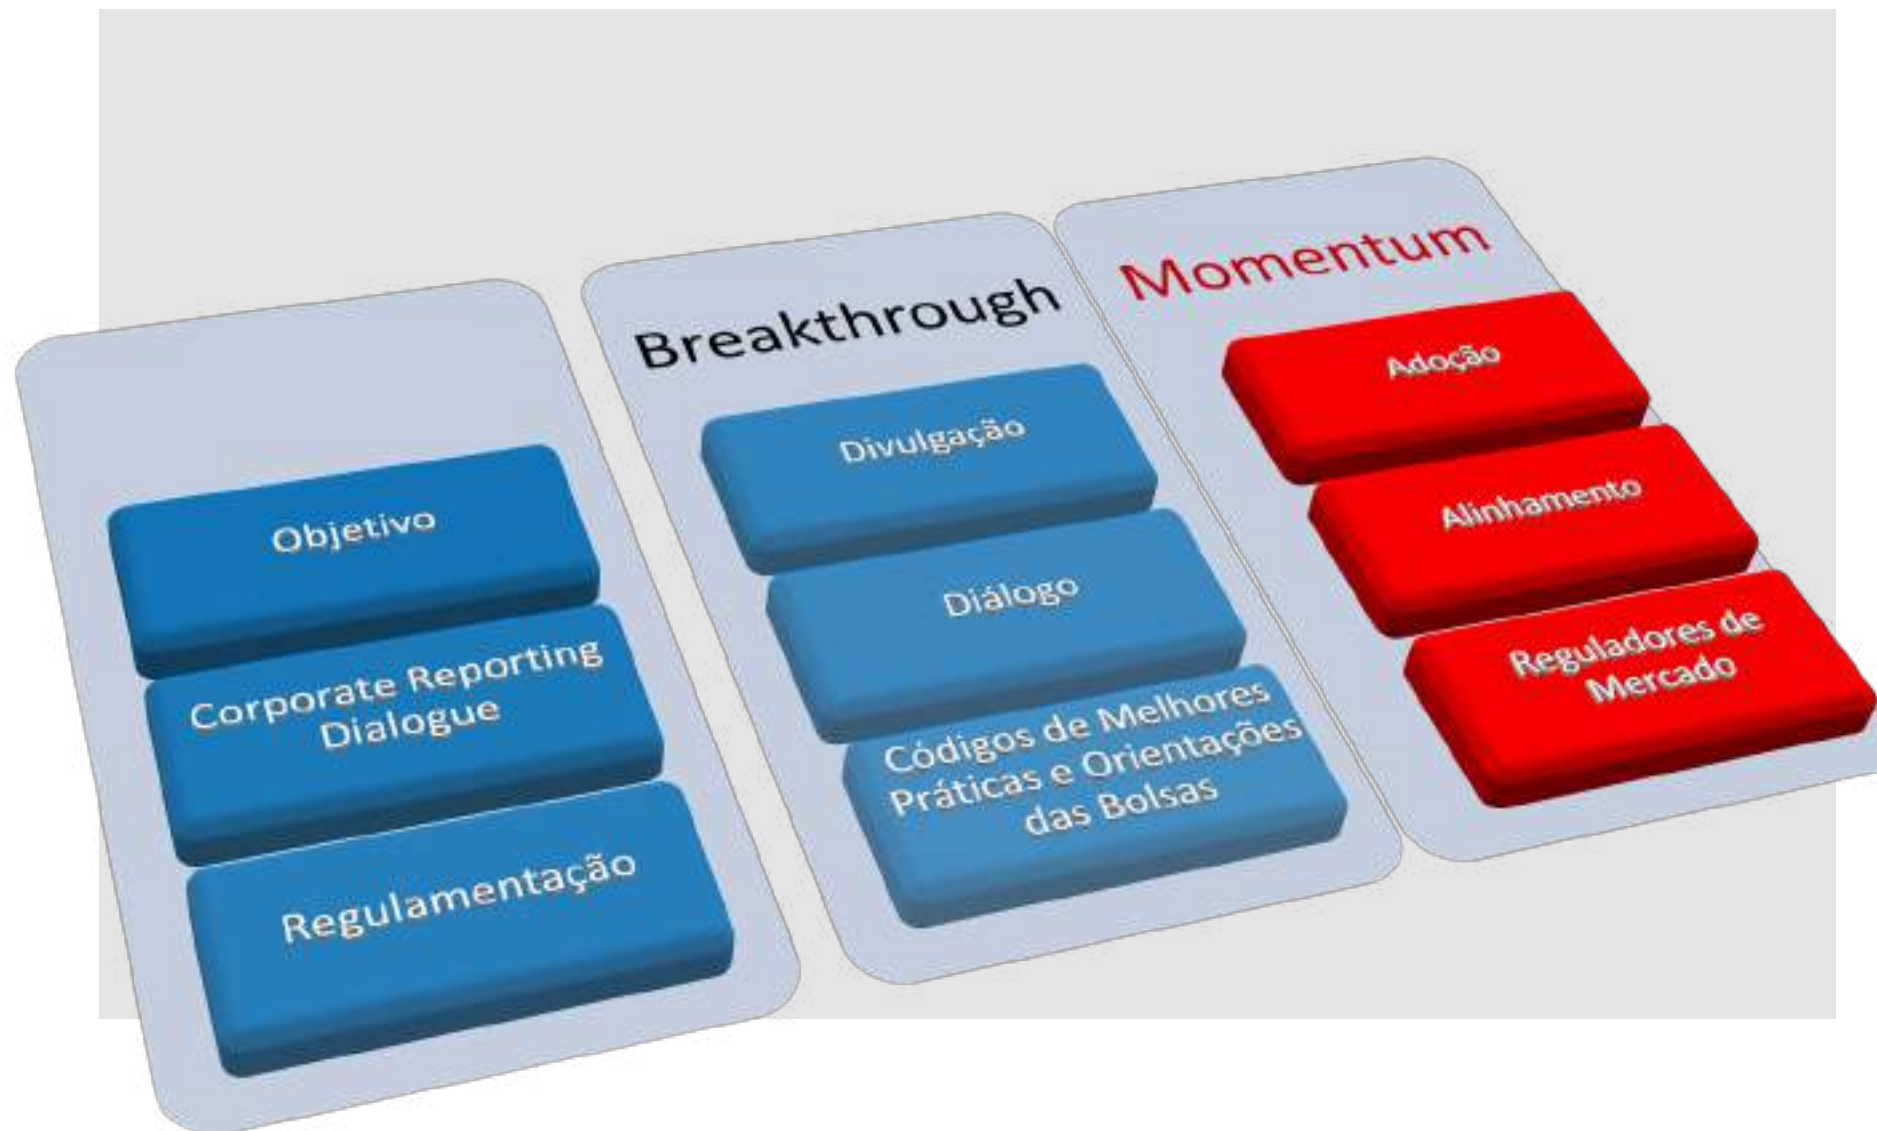 Objetivo
Corporate Reporting
Dialogue
Regulamentação
Breakthrough
Divulgação
Diálogo
Códigos de Melhores
Práticas e Orientações
das Bolsas
Momentum
Adoção
Alinhamento
Reguladores de
Mercado